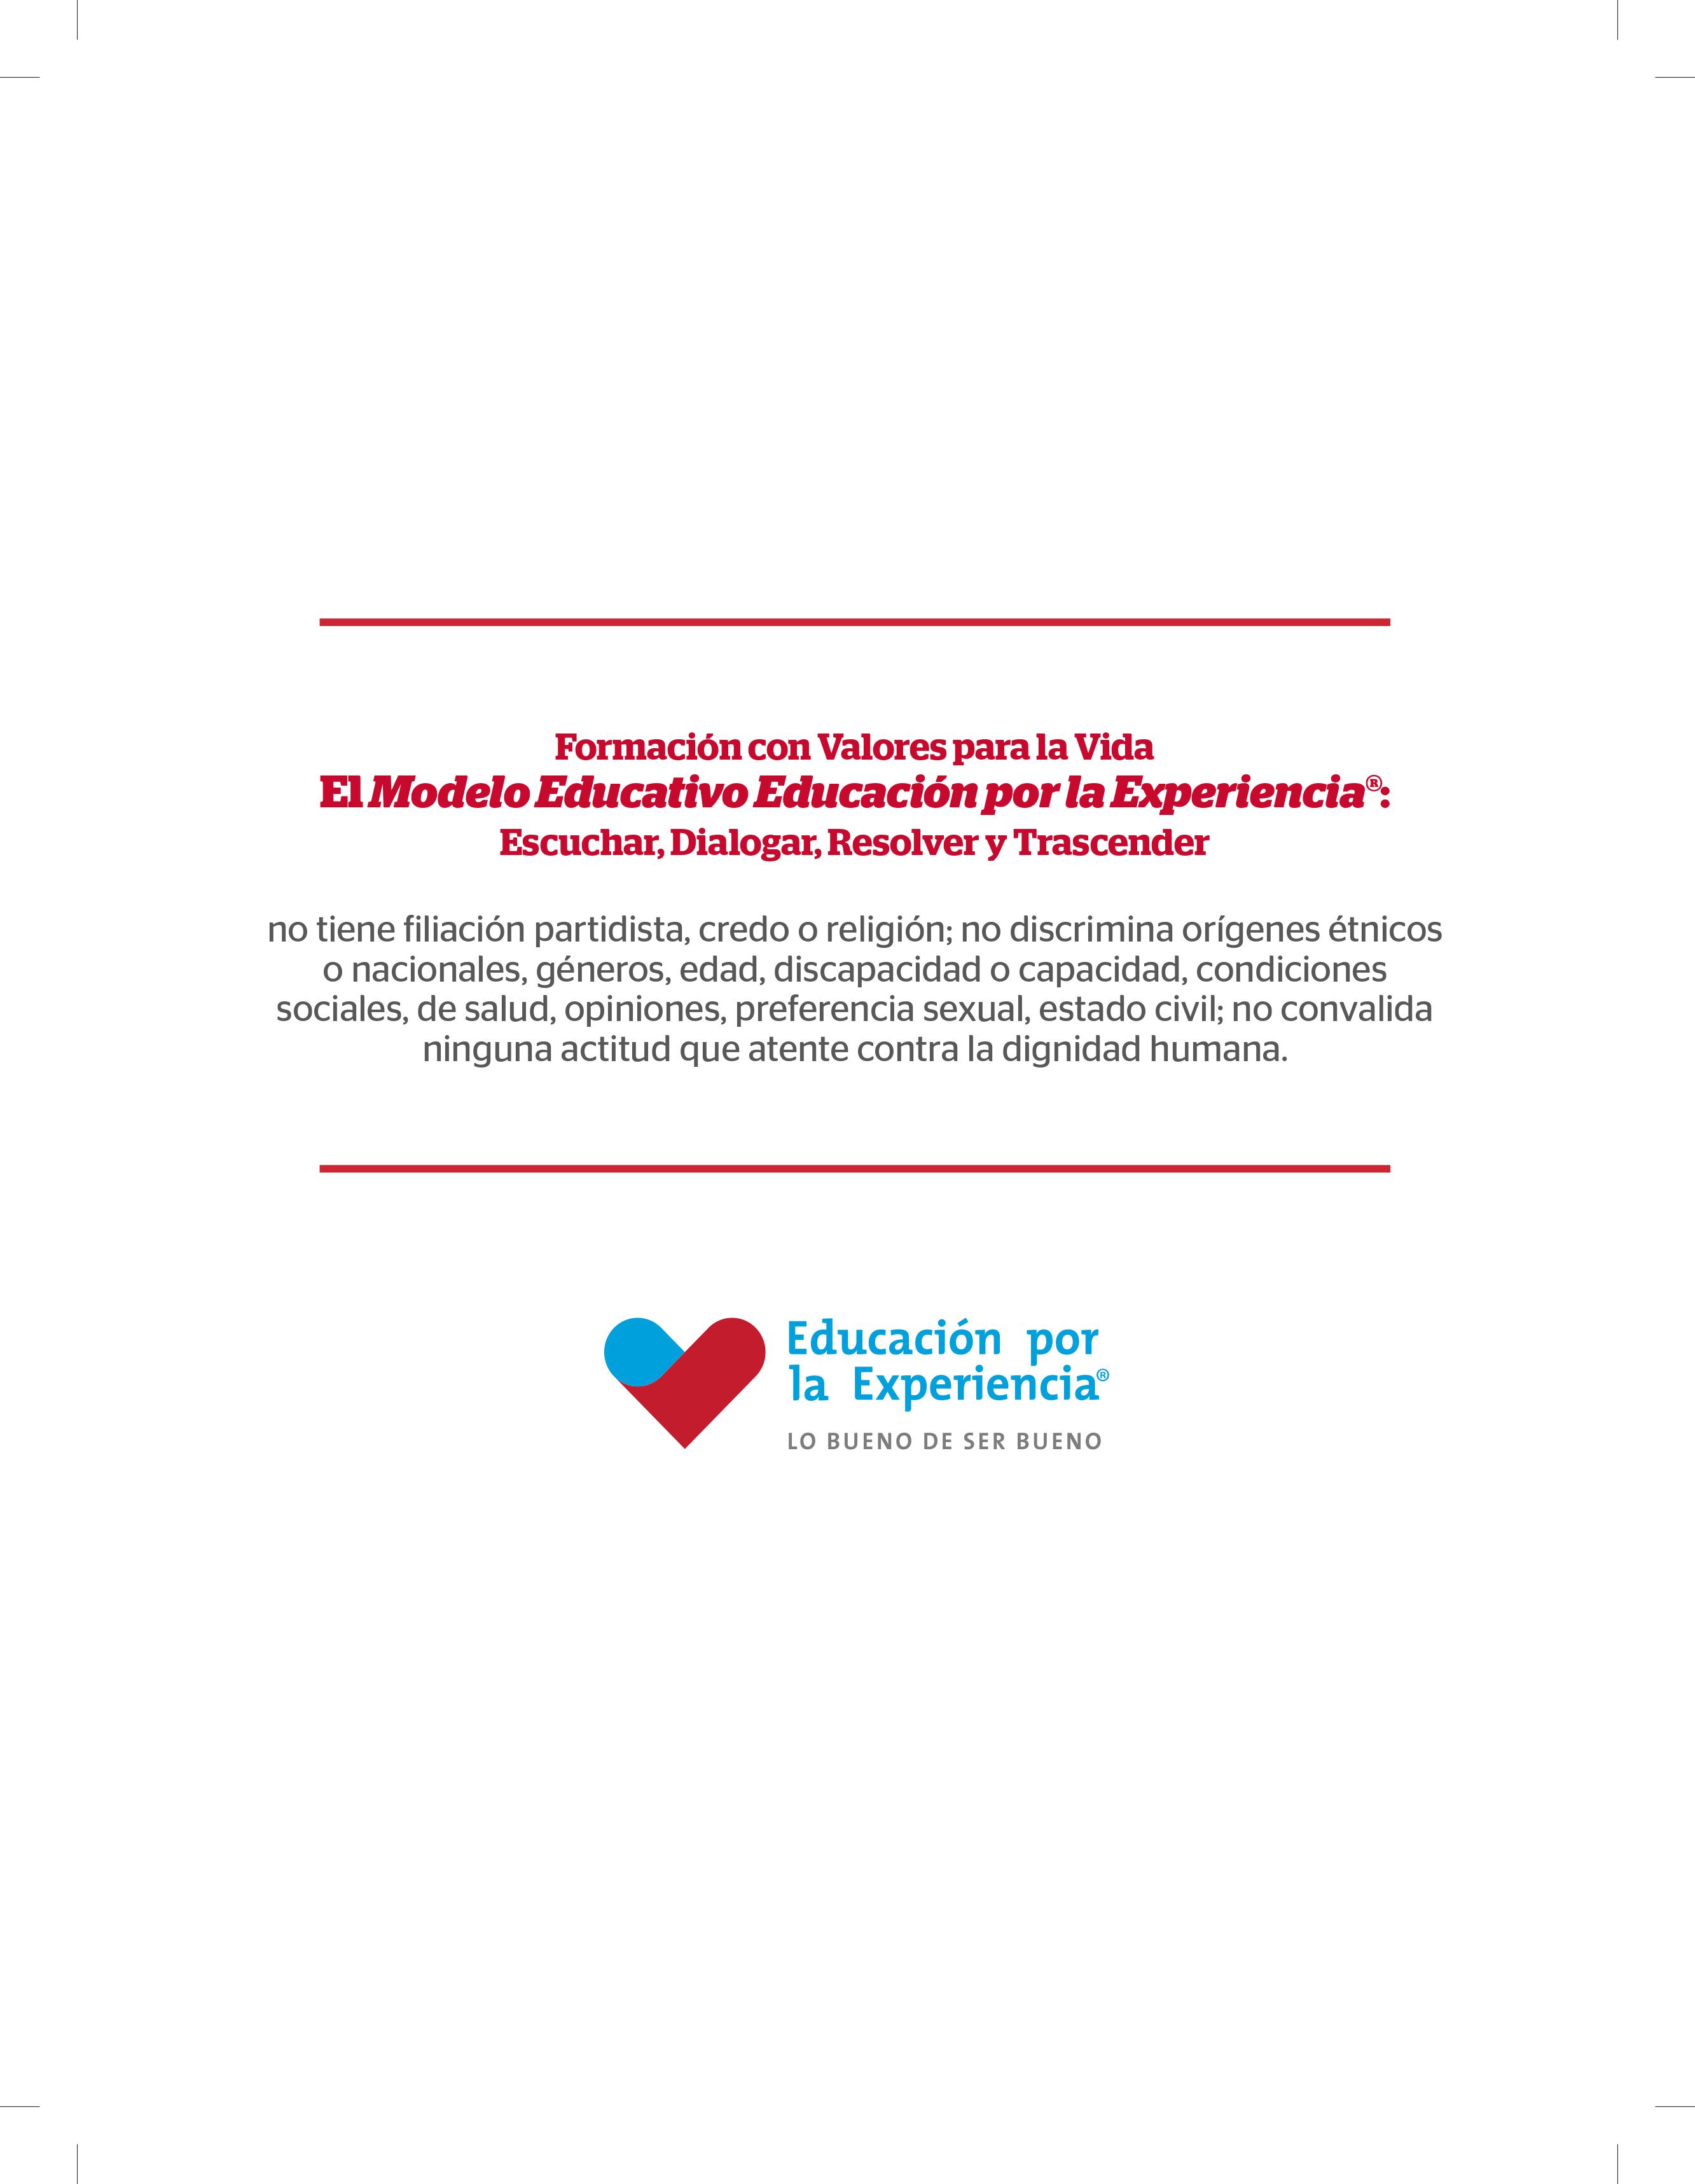 Formación con Valores para la Vida
El Modelo Educativo Educación por la Experiencia®:
Escuchar, Dialogar, Resolver y Trascender
no tiene filiación partidista, credo o religión; no discrimina orígenes étnicos
o nacionales, géneros, edad, discapacidad o capacidad, condiciones
sociales, de salud, opiniones, preferencia sexual, estado civil; no convalida
ninguna actitud que atente contra la dignidad humana.
Educación por
la Experiencia®
LO BUENO DE SER BUENO